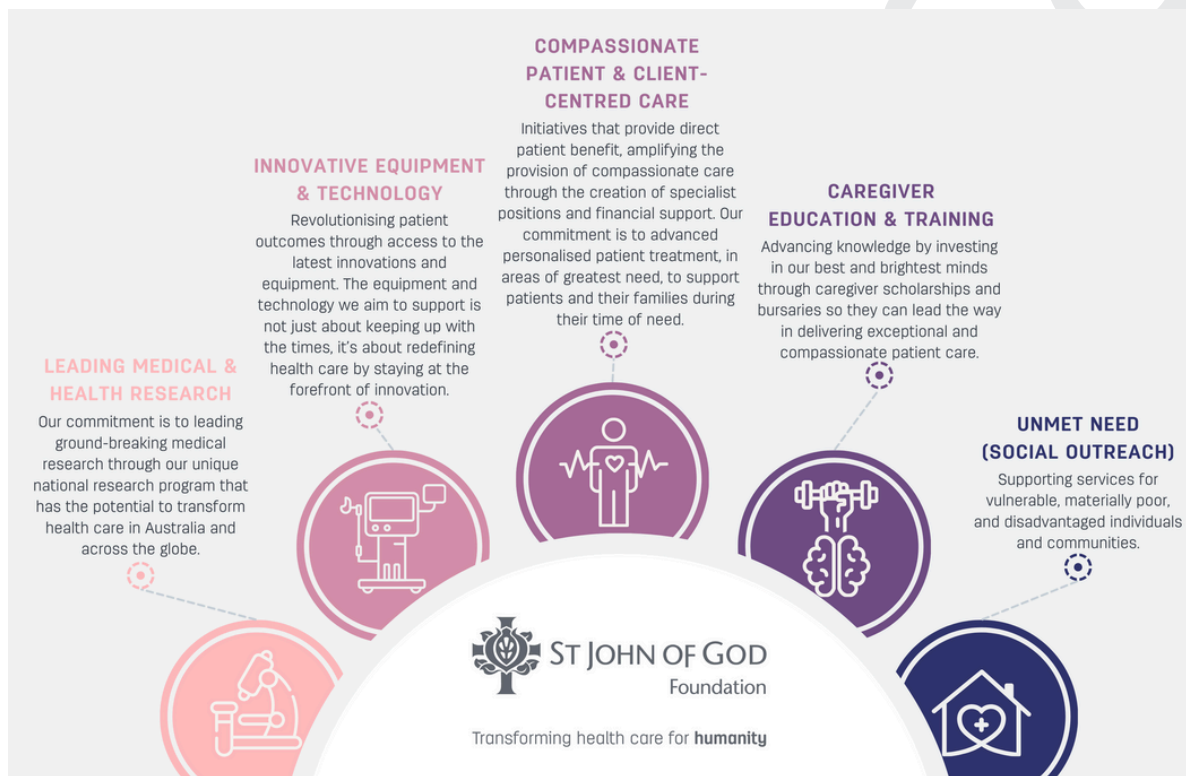 COMPASSIONATE
PATIENT & CLIENT-
CENTRED CARE
Initiatives that provide direct
patient benefit, amplifying the
provision of compassionate care
through the creation of specialist
positions and financial support. Our
commitment is to advanced
personalised patient treatment, in
areas of greatest need, to support
patients and their families during
their time of need.
INNOVATIVE EQUIPMENT
& TECHNOLOGY
Revolutionising patient
outcomes through access to the
latest innovations and
equipment. The equipment and
technology we aim to support is
not just about keeping up with
the times, it's about redefining
health care by staying at the
forefront of innovation.
CAREGIVER
EDUCATION & TRAINING
Advancing knowledge by investing
in our best and brightest minds
through caregiver scholarships and
bursaries so they can lead the way
in delivering exceptional and
compassionate patient care.
LEADING MEDICAL &
HEALTH RESEARCH
Our commitment is to leading
ground-breaking medical
research through our unique
national research program that
has the potential to transform
health care in Australia and
across the globe.
UNMET NEED
(SOCIAL OUTREACH)
Supporting services for
vulnerable, materially poor,
and disadvantaged individuals
and communities.
ST JOHN OF GOD
Foundation
Transforming health care for humanity